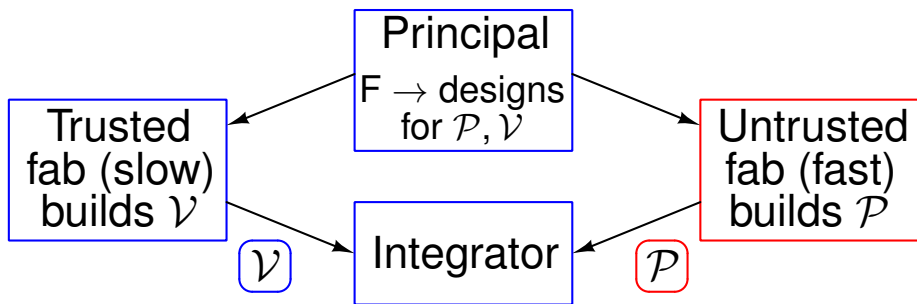 Principal
F → designs
for 𝒫, 𝒱
Trusted
fab (slow)
builds 𝒱
Untrusted
fab (fast)
builds 𝒫
Integrator
𝒱
𝒫